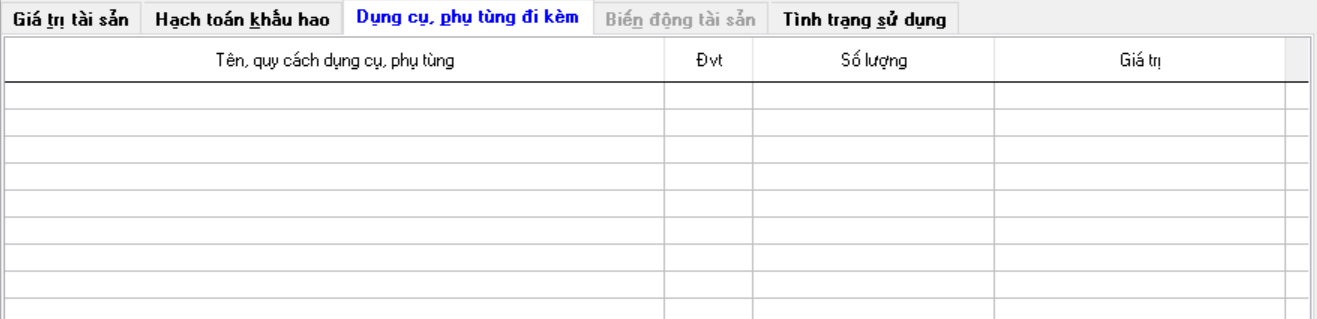 Giá trị tài sản Hạch toán khấu hao Dụng cụ, phụ tùng đi kèm Biến động tài sản Tình trạng sử dụng
Tên, quy cách dụng cụ, phụ tùng Đvt Số lượng Giá trị